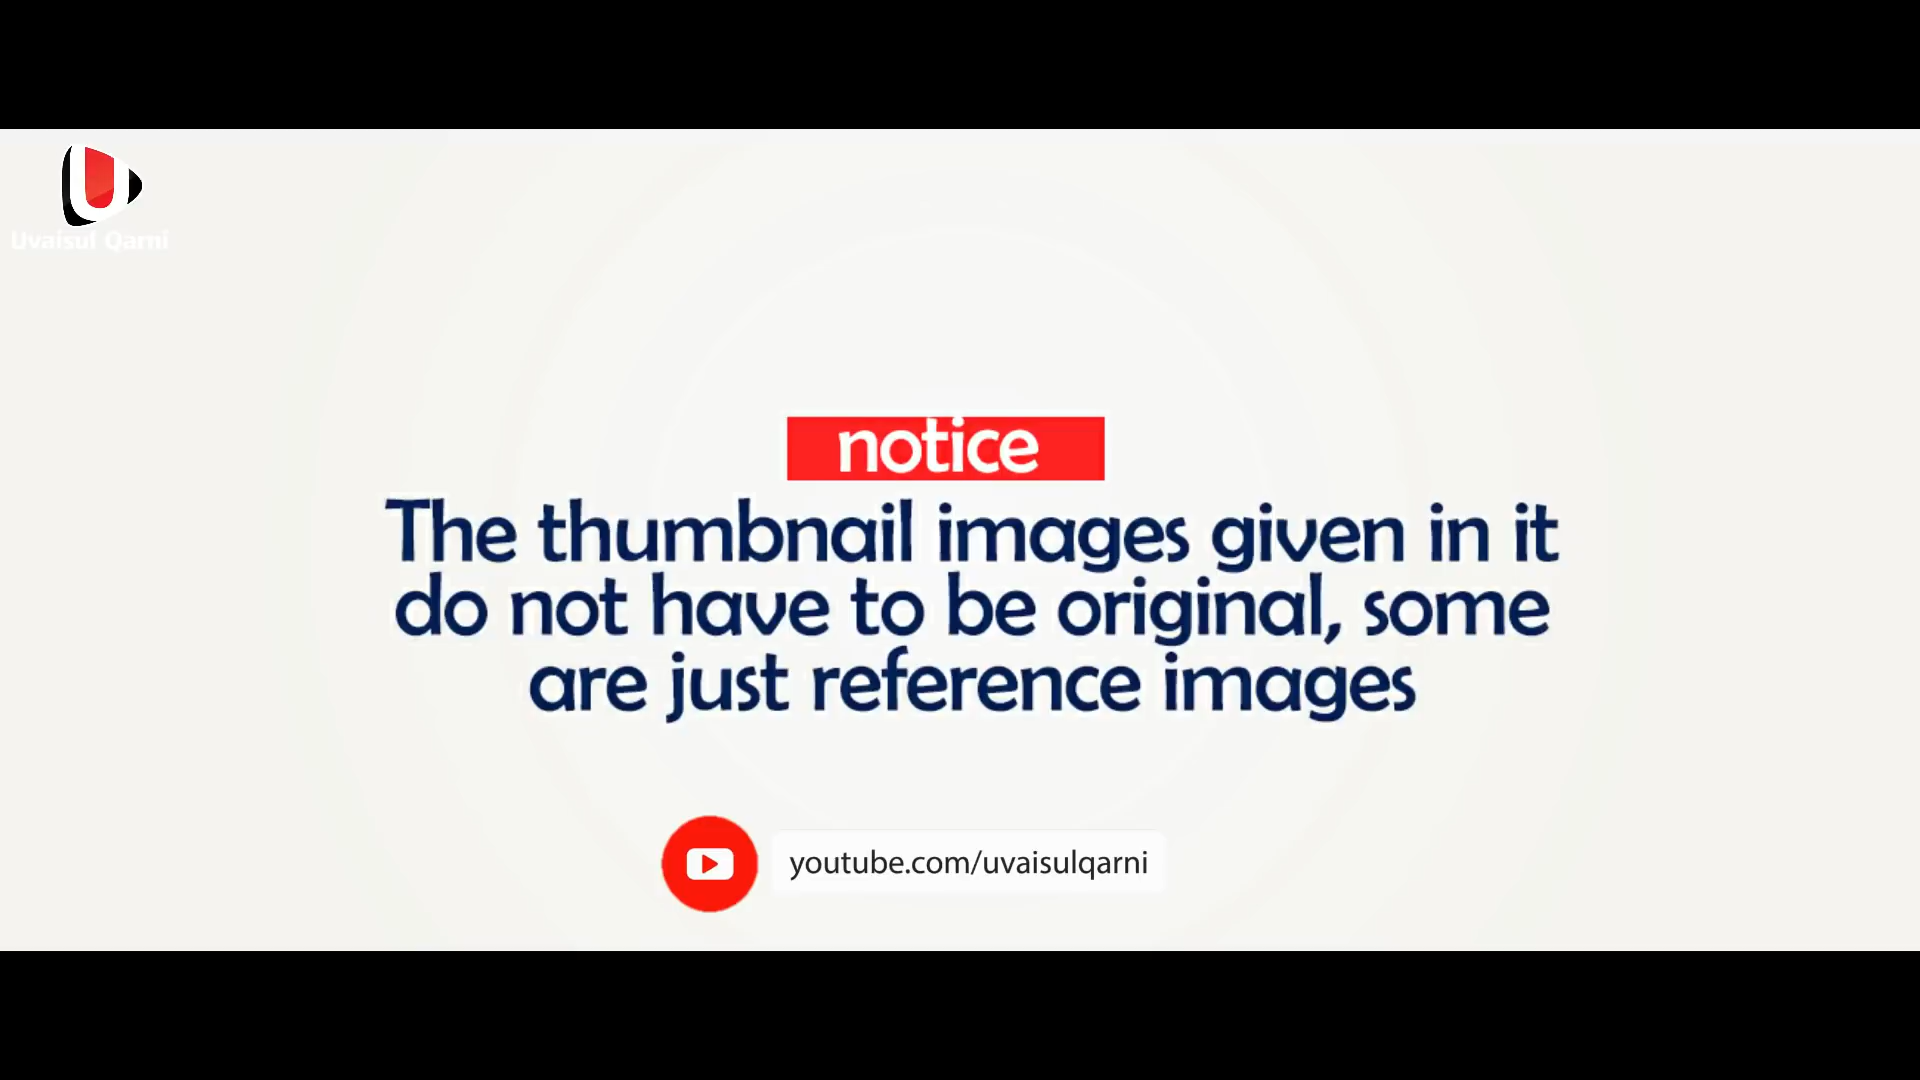 Uvaisul Qarni
notice
The thumbnail images given in it
do not have to be original, some
are just reference images
youtube.com/uvaisulqarni